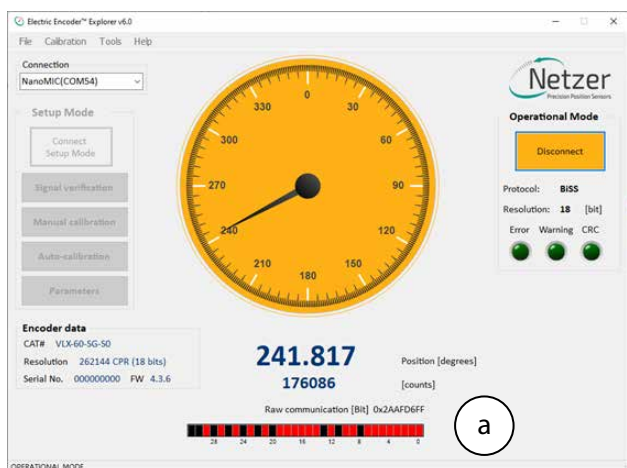 Electric Encoder™ Explorer v6.0
File Calibration Tools Help
Connection
NanoMIC(COM54)
Setup Mode
Connect
Setup Mode
Signal verification
Manual calibration
Auto-calibration
Parameters
0
30
60
90
120
150
180
210
240
270
300
330
Netzer
Precision Position Sensors
Operational Mode
Disconnect
Protocol: BiSS
Resolution: 18 [bit]
Error Warning CRC
Encoder data
CAT# VLX-60-SG-S0
Resolution 262144 CPR (18 bits)
Serial No. 000000000 FW 4.3.6
241.817 Position [degrees]
176086 [counts]
Raw communication [Bit] 0x2AAFD6FF
28 24 20 16 12 8 4 0
a
OPERATIONAL MODE